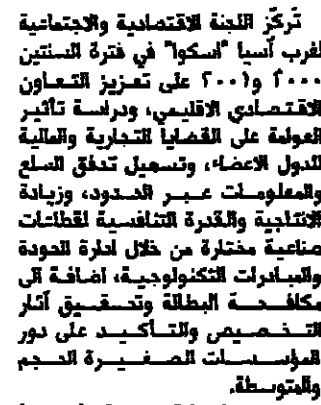 تركّز اللجنة الاقتصادية والاجتماعية
لغرب آسيا "اسكوا" في فترة السنتين
٢٠٠٠ و٢٠٠١ على تعزيز التعاون
الاقتصادي الاقليمي، ودراسة تأثير
العولمة على القضايا التجارية والمالية
للدول الاعضاء، وتسهيل تدفق السلع
والمعلومات عبر الحدود، وزيادة
الانتاجية والقدرة التنافسية لقطاعات
صناعية مختارة من خلال ادارة الجودة
والمبادرات التكنولوجية، اضافة الى
مكافحة البطالة وتحقيق آثار
التخصيص والتأكيد على دور
المؤسسات الصغيرة الحجم
والمتوسطة.